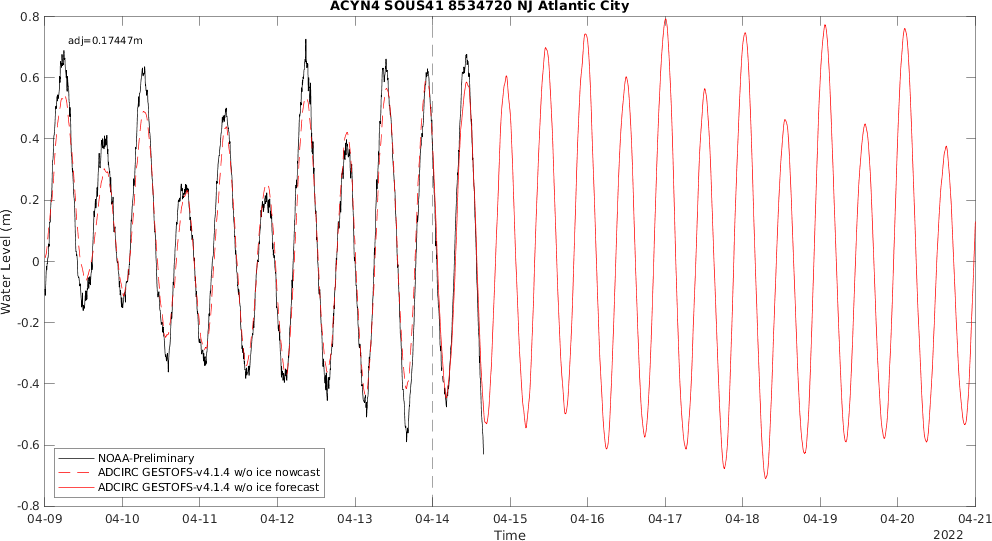 ACYN4 SOUS41 8534720 NJ Atlantic City
adj=0.17447m
0.8
0.6
0.4
0.2
0
-0.2
-0.4
-0.6
-0.8
Water Level (m)
NOAA-Preliminary
ADCIRC GESTOFS-v4.1.4 w/o ice nowcast
ADCIRC GESTOFS-v4.1.4 w/o ice forecast
04-09 04-10 04-11 04-12 04-13 04-14 04-15 04-16 04-17 04-18 04-19 04-20 04-21
Time
2022